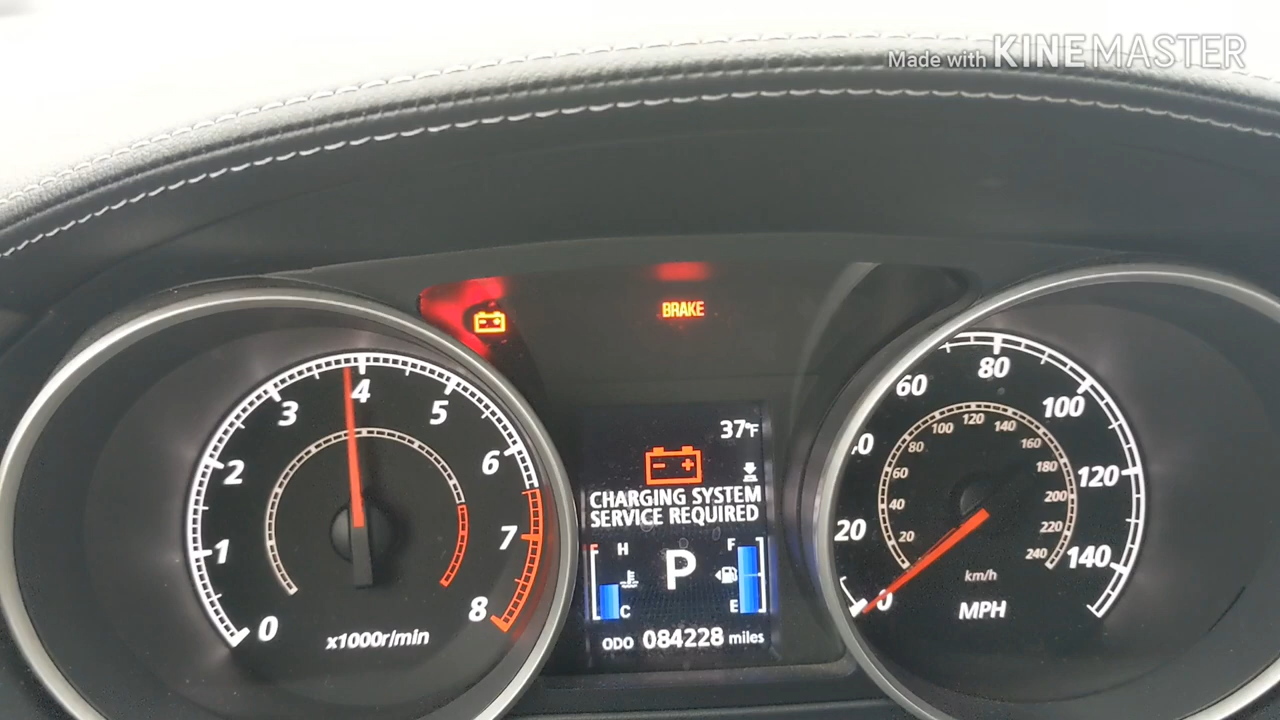 Made with KINEMASTER
BRAKE
37°F
CHARGING SYSTEM
SERVICE REQUIRED
H F
P
C E
ODO 084228 miles
0 1 2 3 4 5 6 7 8
x1000r/min
0 20 40 60 80 100 120 140
20 40 60 80 100 120 140 160 180 200 220 240
km/h
MPH